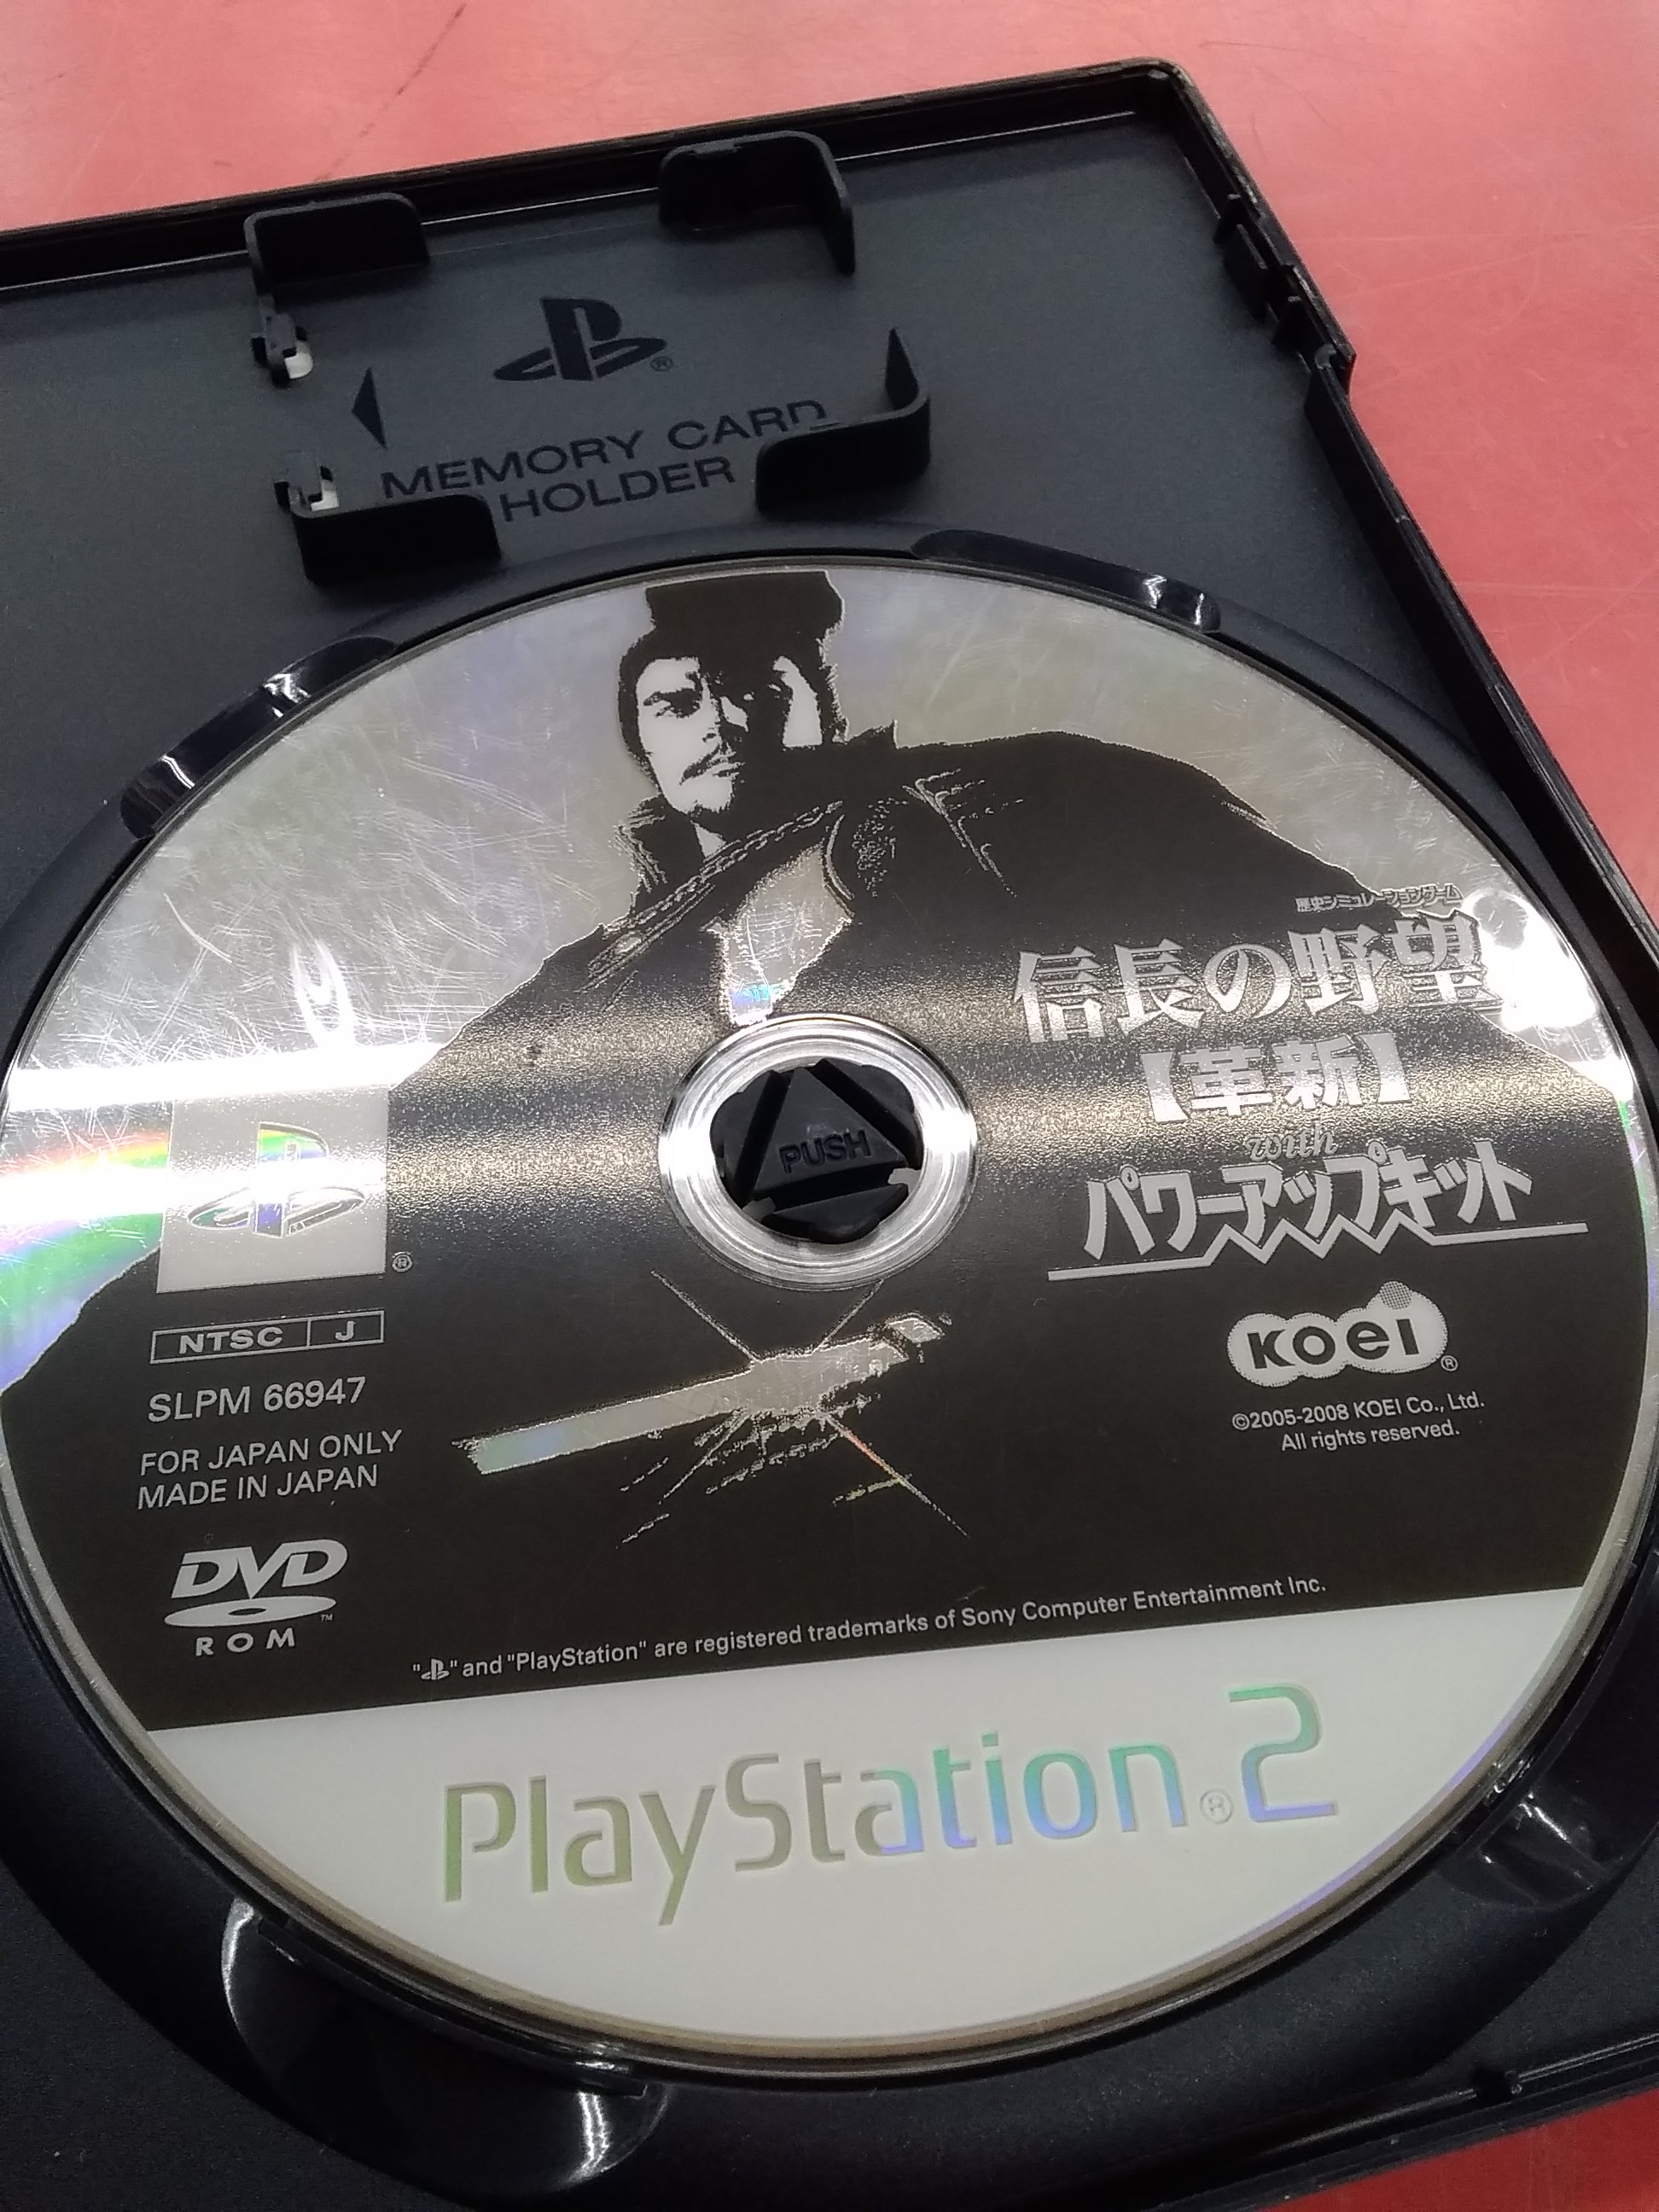 MEMORY CARD
HOLDER
歴史シミュレーションゲーム
信長の野望
【革新】
with
パワーアップキット
PUSH
®
NTSC J
SLPM 66947
FOR JAPAN ONLY
MADE IN JAPAN
DVD
ROM
KOEI®
©2005-2008 KOEI Co., Ltd.
All rights reserved.
" " and "PlayStation" are registered trademarks of Sony Computer Entertainment Inc.
PlayStation®2